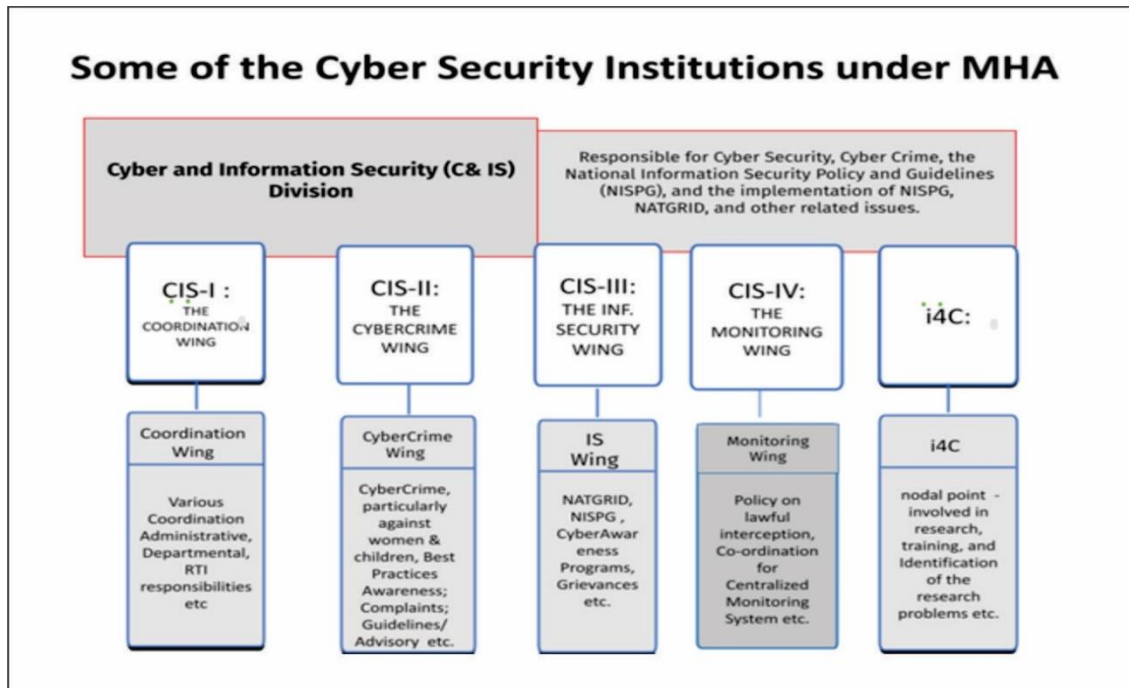 Some of the Cyber Security Institutions under MHA
Cyber and Information Security (C& IS)
Division
Responsible for Cyber Security, Cyber Crime, the
National Information Security Policy and Guidelines
(NISPG), and the implementation of NISPG,
NATGRID, and other related issues.
CIS-I :
THE
COORDINATION
WING
CIS-II:
THE
CYBERCRIME
WING
CIS-III:
THE INF.
SECURITY
WING
CIS-IV:
THE
MONITORING
WING
i4C:
Coordination
Wing
Various
Coordination
Administrative,
Departmental,
RTI
responsibilities
etc
CyberCrime
Wing
CyberCrime,
particularly
against
women &
children, Best
Practices
Awareness;
Complaints;
Guidelines/
Advisory etc.
IS
Wing
NATGRID,
NISPG ,
CyberAwar
eness
Programs,
Grievances
etc.
Monitoring
Wing
Policy on
lawful
interception,
Co-ordination
for
Centralized
Monitoring
System etc.
i4C
nodal point -
involved in
research,
training, and
Identification
of the
research
problems etc.